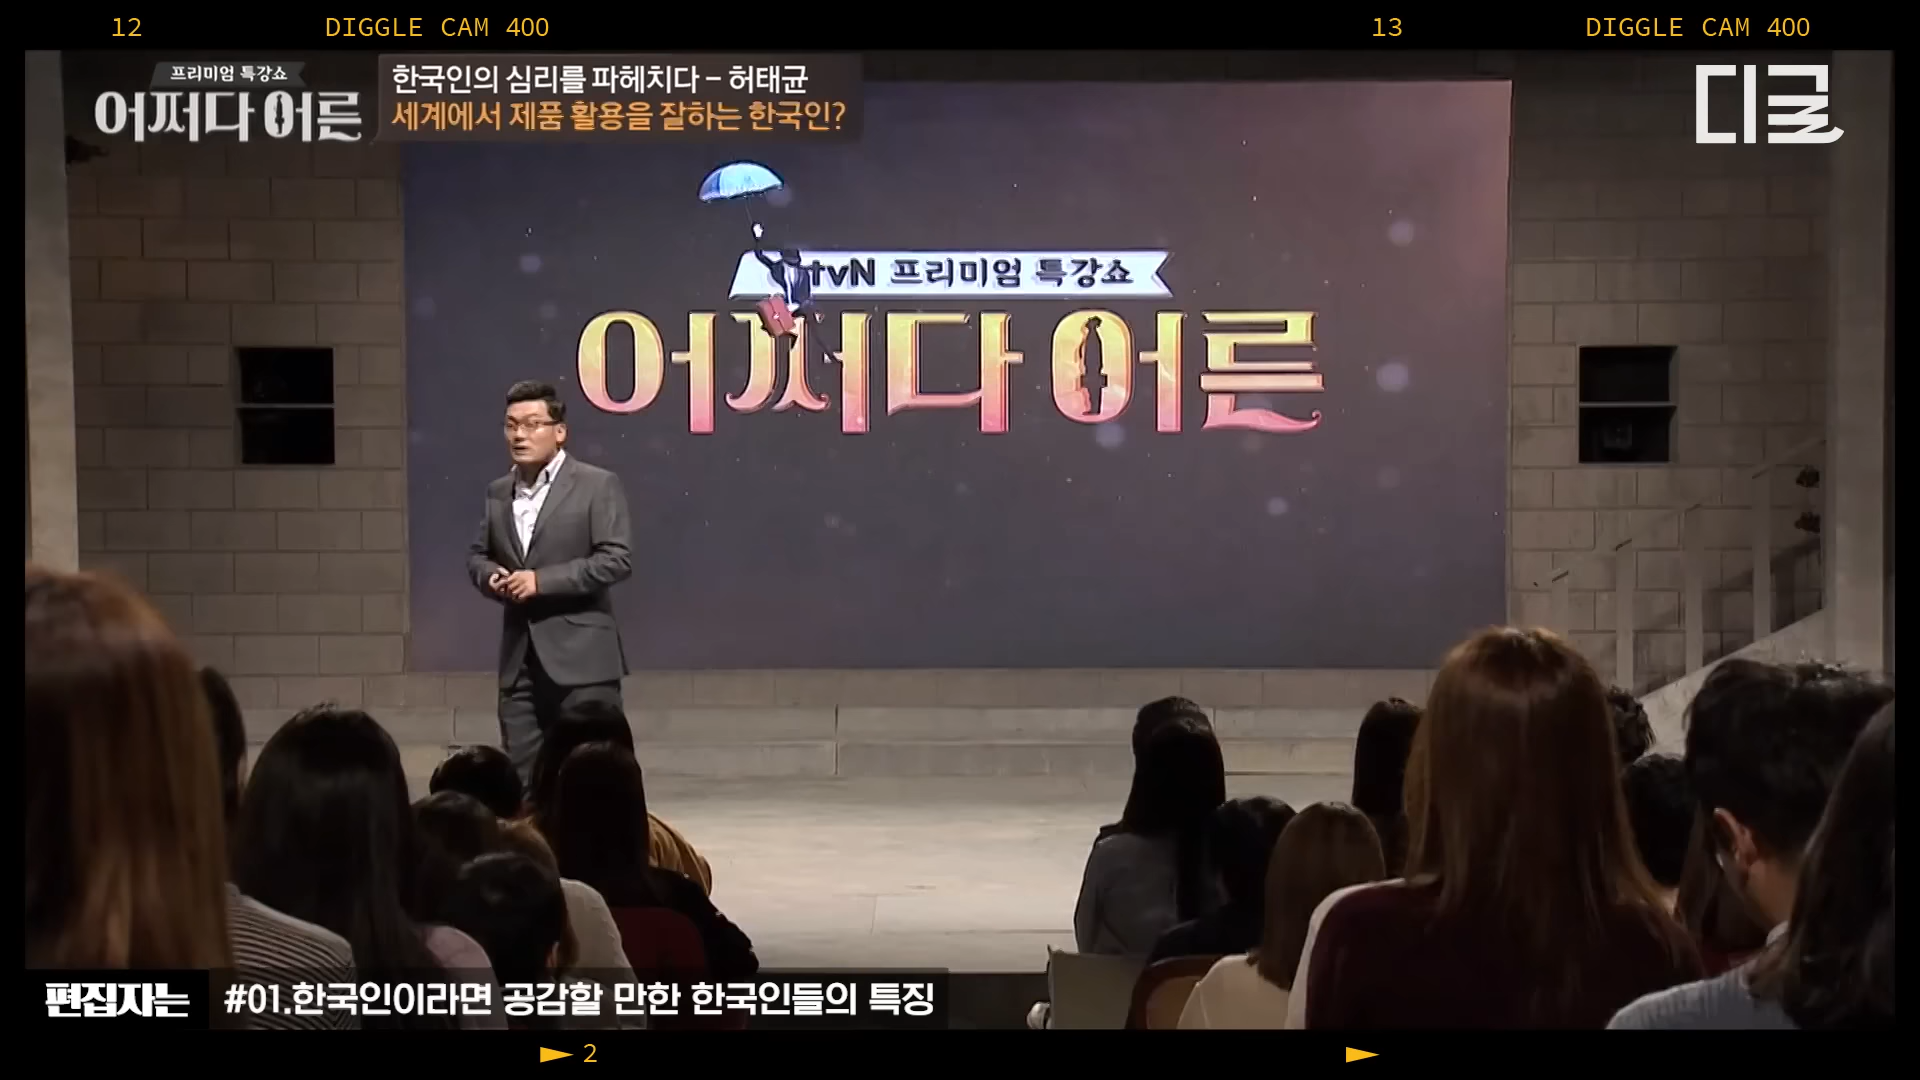 12 DIGGLE CAM 400 13 DIGGLE CAM 400
프리미엄 특강쇼
어쩌다 어른
한국인의 심리를 파헤치다 - 허태균
세계에서 제품 활용을 잘하는 한국인?
디글
tvN 프리미엄 특강쇼
어쩌다 어른
편집자는
#01.한국인이라면 공감할 만한 한국인들의 특징
2